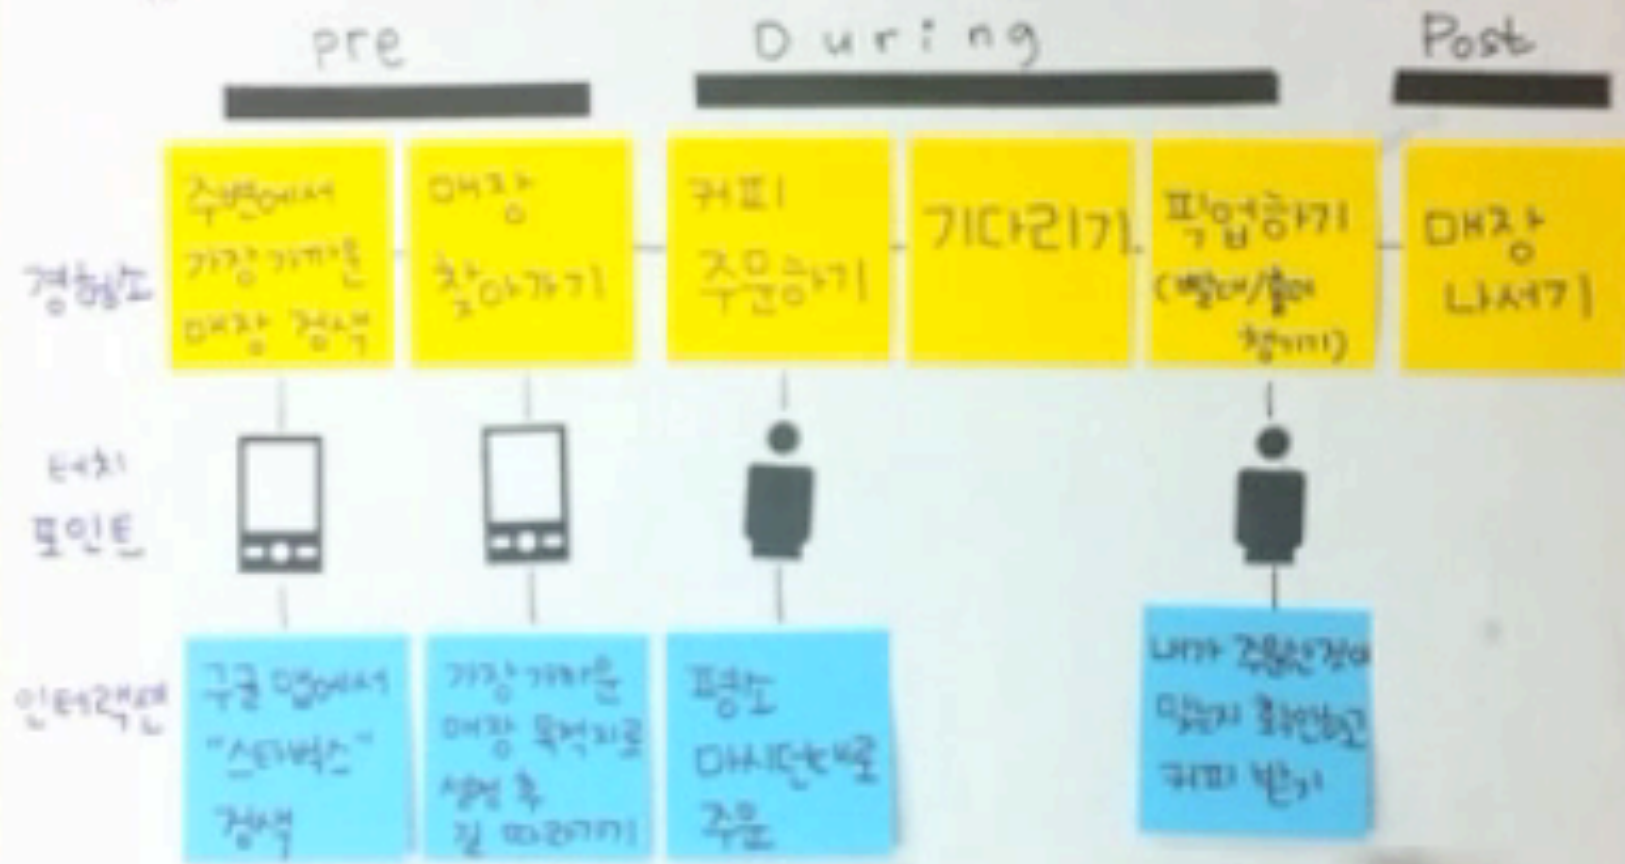 pre
During
Post
경험소
주변에서
가장 가까운
매장 검색
매장
찾아가기
커피
주문하기
기다리기
픽업하기
(빨대/홀더
챙기기)
매장
나서기
터치
포인트
인터랙션
구글 맵에서
"스타벅스"
검색
가장 가까운
매장 목적지로
설정 후
길 따라가기
평소
마시던대로
주문
내가 주문한 것이
맞는지 확인하고
커피 받기